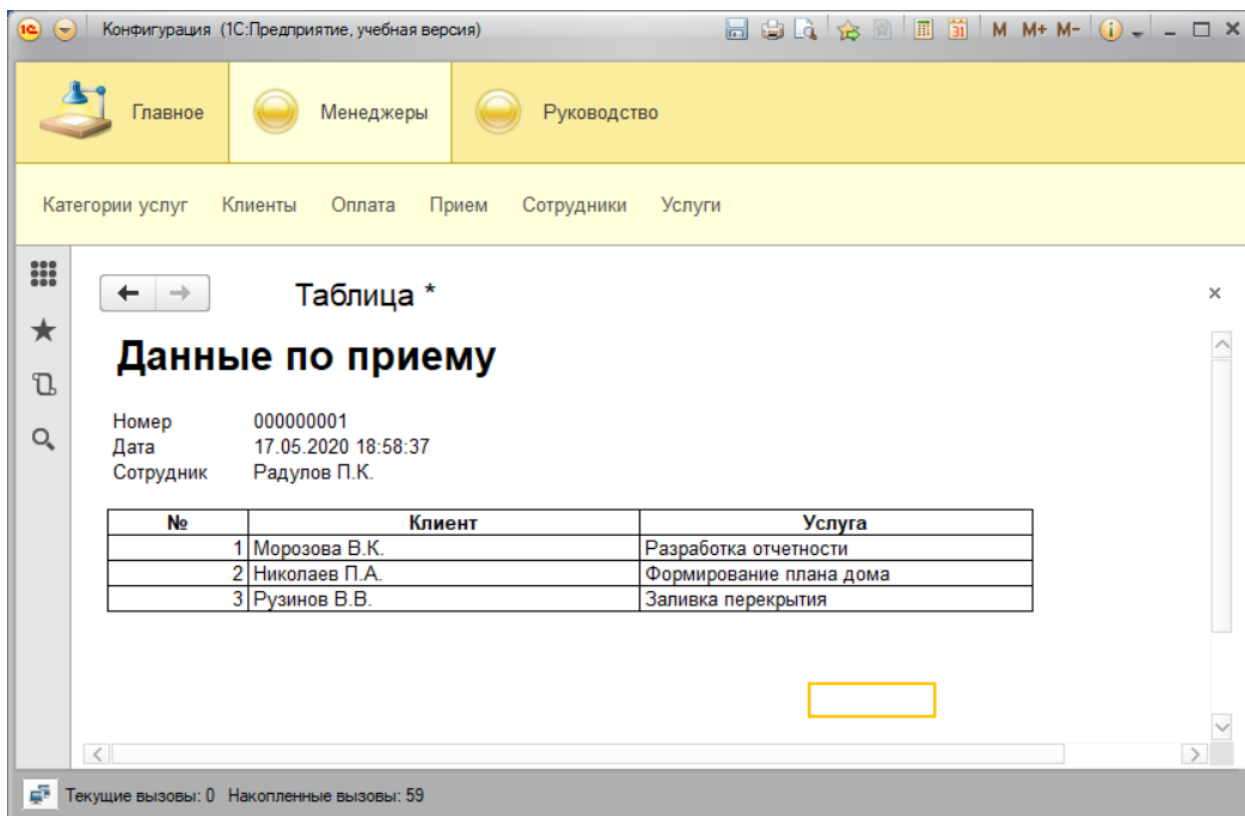 1С Конфигурация (1С:Предприятие, учебная версия) 31 M M+ M- i
Главное Менеджеры Руководство
Категории услуг Клиенты Оплата Прием Сотрудники Услуги
Таблица *
Данные по приему
Номер 000000001
Дата 17.05.2020 18:58:37
Сотрудник Радулов П.К.
№ Клиент Услуга
1 Морозова В.К. Разработка отчетности
2 Николаев П.А. Формирование плана дома
3 Рузинов В.В. Заливка перекрытия
Текущие вызовы: 0 Накопленные вызовы: 59